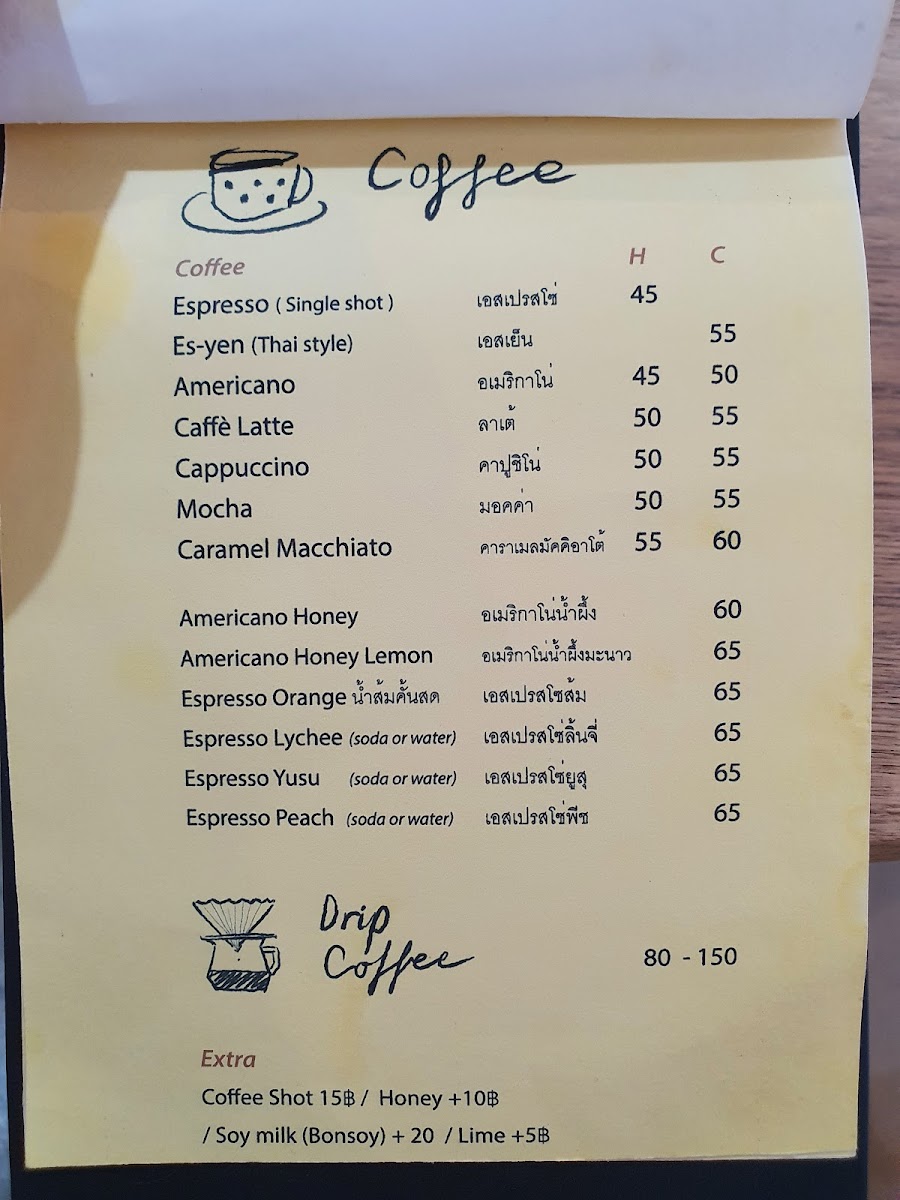 Coffee
Coffee H C
Espresso ( Single shot ) เอสเปรสโซ่ 45
Es-yen (Thai style) เอสเย็น 55
Americano อเมริกาโน่ 45 50
Caffè Latte ลาเต้ 50 55
Cappuccino คาปูชิโน่ 50 55
Mocha มอคค่า 50 55
Caramel Macchiato คาราเมลมัคคิอาโต้ 55 60
Americano Honey อเมริกาโน่น้ำผึ้ง 60
Americano Honey Lemon อเมริกาโน่น้ำผึ้งมะนาว 65
Espresso Orange น้ำส้มคั้นสด เอสเปรสโซส้ม 65
Espresso Lychee (soda or water) เอสเปรสโซ่ลิ้นจี่ 65
Espresso Yusu (soda or water) เอสเปรสโซ่ยูสุ 65
Espresso Peach (soda or water) เอสเปรสโซ่พีช 65
Drip
Coffee 80 - 150
Extra
Coffee Shot 15฿ / Honey +10฿
/ Soy milk (Bonsoy) + 20 / Lime +5฿